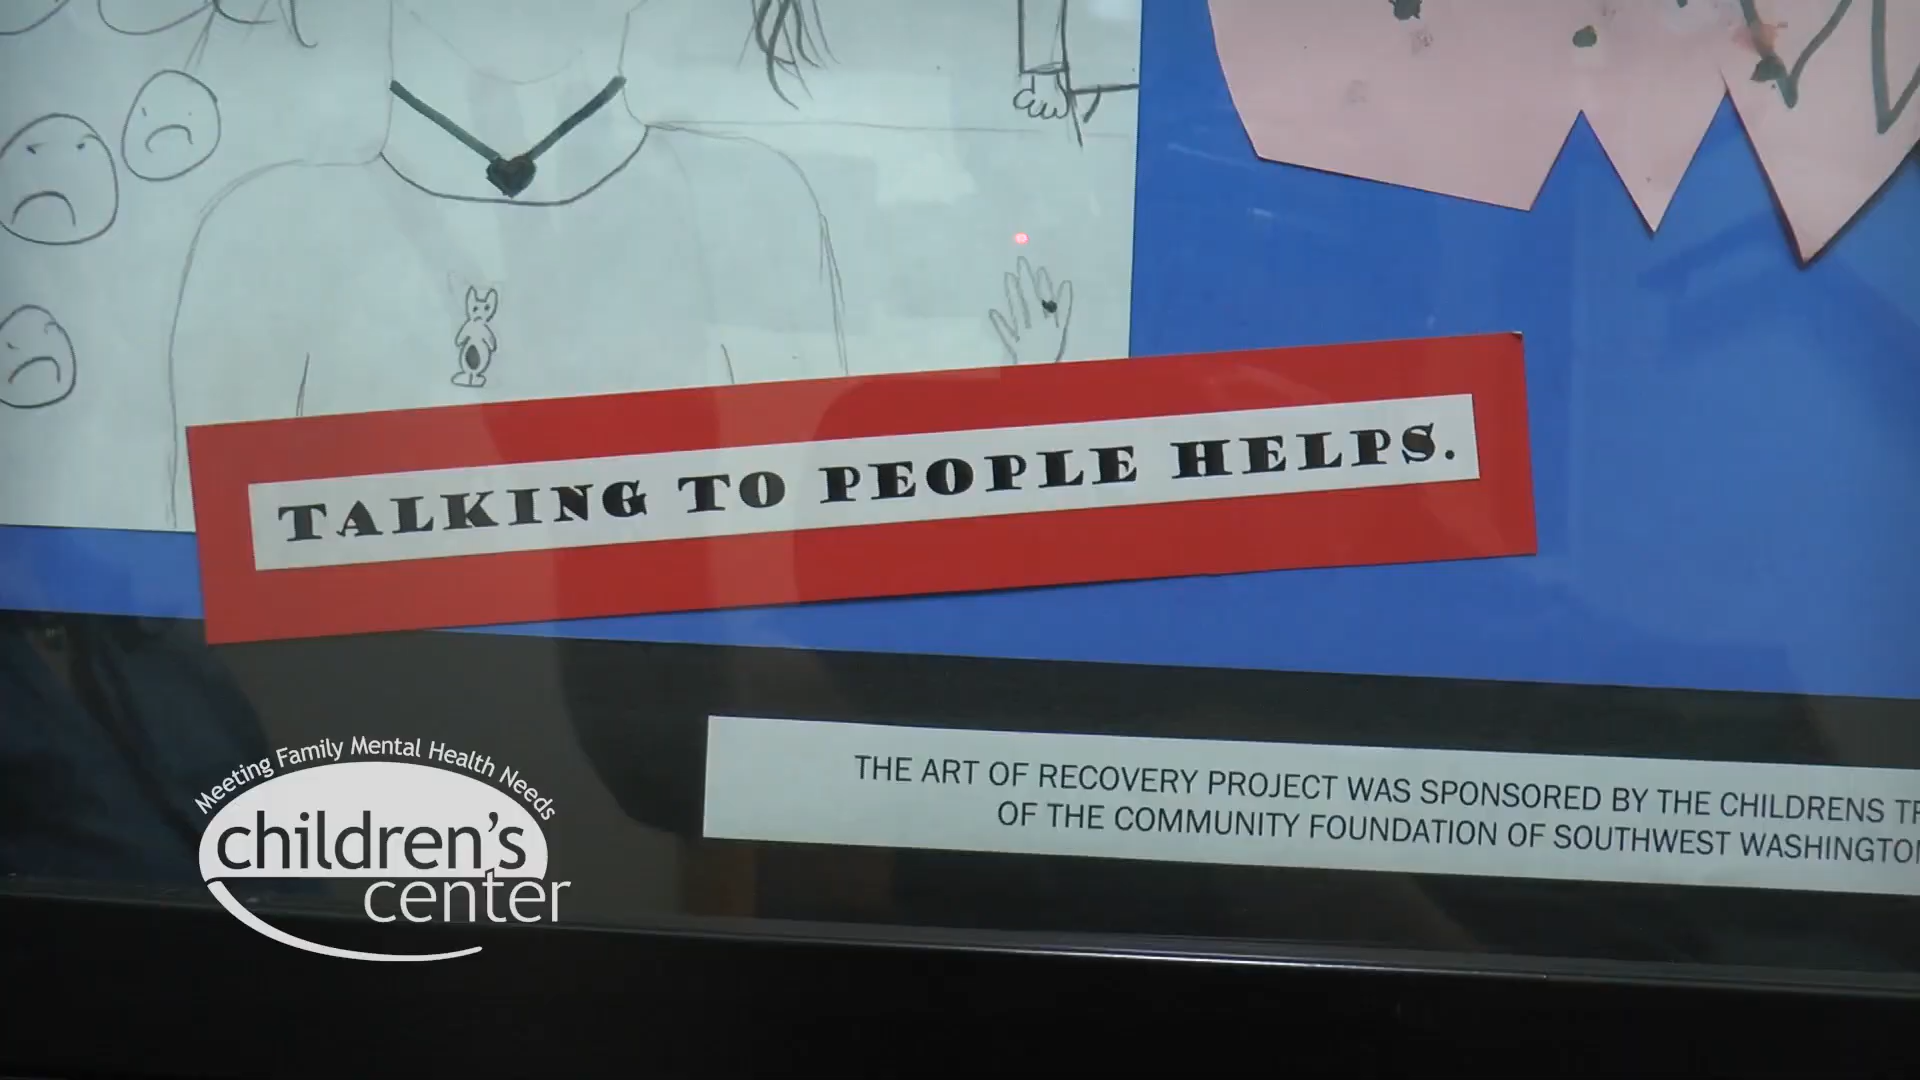 TALKING TO PEOPLE HELPS.
THE ART OF RECOVERY PROJECT WAS SPONSORED BY THE CHILDRENS
OF THE COMMUNITY FOUNDATION OF SOUTHWEST WASHINGTON
Meeting Family Mental Health Needs
children's
center